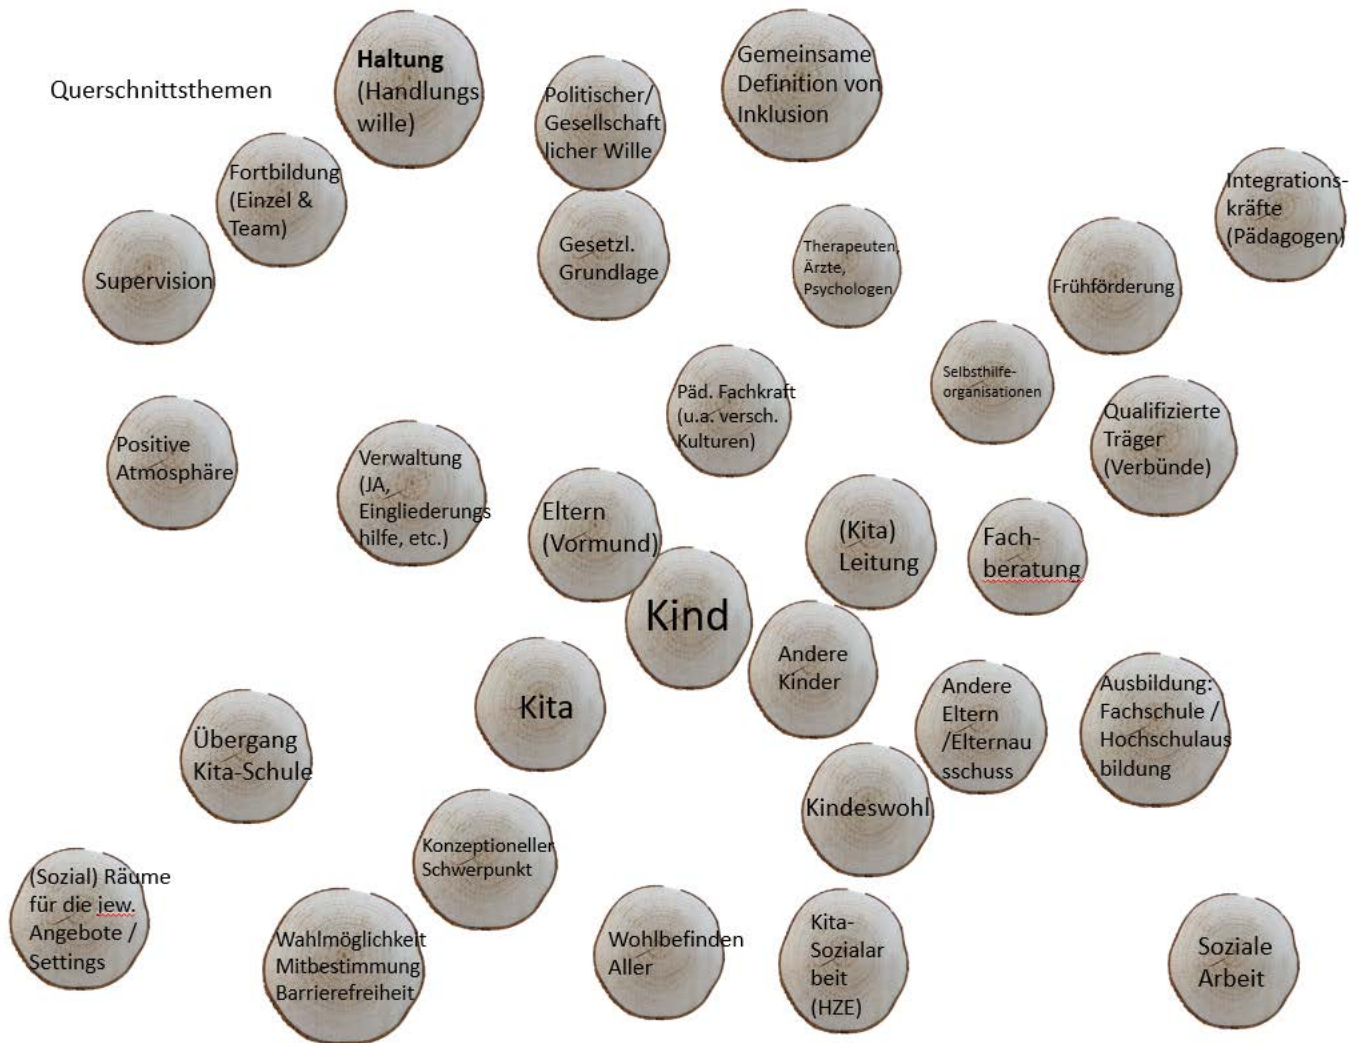 Querschnittsthemen
Haltung
(Handlungs
wille)
Politischer/
Gesellschaft
licher Wille
Gemeinsame
Definition von
Inklusion
Fortbildung
(Einzel &
Team)
Integrations-
kräfte
(Pädagogen)
Supervision
Gesetzl.
Grundlage
Therapeuten,
Ärzte,
Psychologen
Frühförderung
Selbsthilfe-
organisationen
Päd. Fachkraft
(u.a. versch.
Kulturen)
Qualifizierte
Träger
(Verbünde)
Positive
Atmosphäre
Verwaltung
(JA,
Eingliederungs
hilfe, etc.)
Eltern
(Vormund)
(Kita)
Leitung
Fach-
beratung
Kind
Andere
Kinder
Kita
Andere
Eltern
/Elternau
sschuss
Ausbildung:
Fachschule /
Hochschulaus
bildung
Übergang
Kita-Schule
Kindeswohl
Konzeptioneller
Schwerpunkt
(Sozial) Räume
für die jew.
Angebote /
Settings
Wahlmöglichkeit
Mitbestimmung
Barrierefreiheit
Wohlbefinden
Aller
Kita-
Sozialar
beit
(HZE)
Soziale
Arbeit